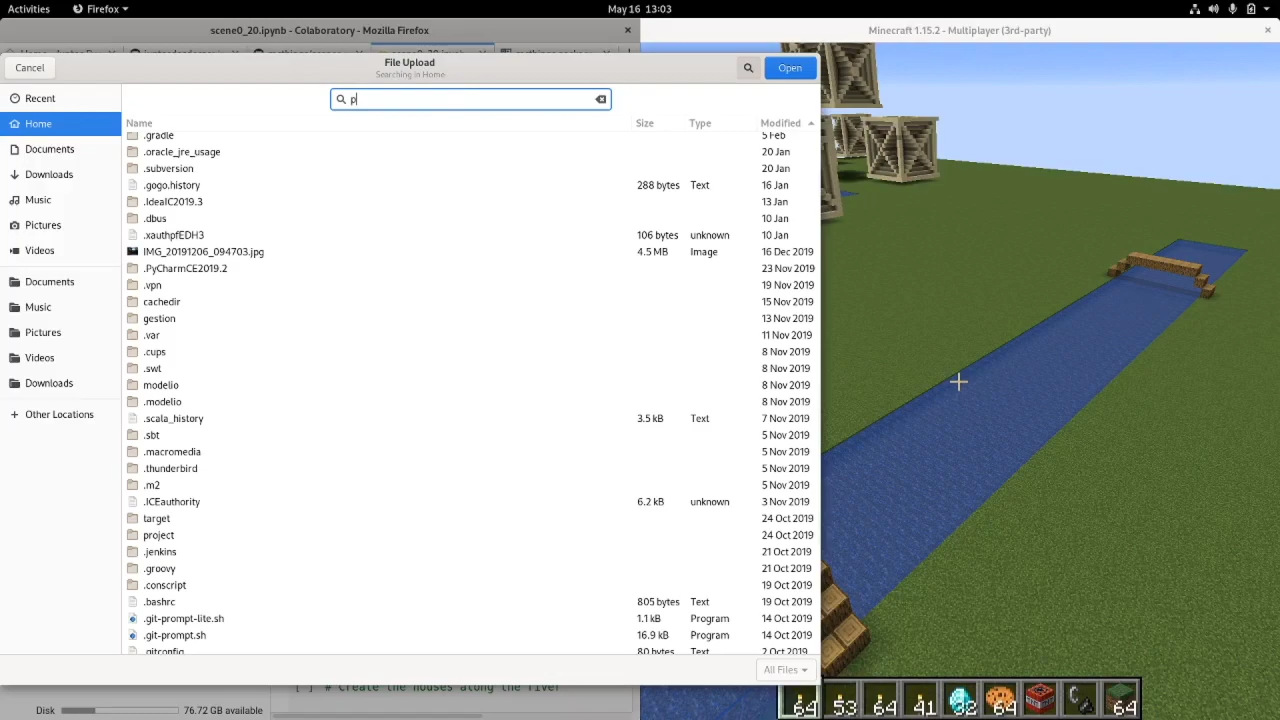 Activities Firefox May 16 13:03
scene0_20.ipynb - Colaboratory - Mozilla Firefox
Minecraft 1.15.2 - Multiplayer (3rd-party)
Cancel File Upload Open
Searching in Home
p
Recent
Home
Documents
Downloads
Music
Pictures
Videos
Documents
Music
Pictures
Videos
Downloads
Other Locations
Name Size Type Modified
.gradle 5 Feb
.oracle_jre_usage 20 Jan
.subversion 20 Jan
.gogo.history 288 bytes Text 16 Jan
.IdeaIC2019.3 13 Jan
.dbus 10 Jan
.xauthpfEDH3 106 bytes unknown 10 Jan
IMG_20191206_094703.jpg 4.5 MB Image 16 Dec 2019
.PyCharmCE2019.2 23 Nov 2019
.vpn 19 Nov 2019
cachedir 15 Nov 2019
gestion 13 Nov 2019
.var 11 Nov 2019
.cups 8 Nov 2019
.swt 8 Nov 2019
modelio 8 Nov 2019
.modelio 8 Nov 2019
.scala_history 3.5 kB Text 7 Nov 2019
.sbt 5 Nov 2019
.macromedia 5 Nov 2019
.thunderbird 5 Nov 2019
.m2 5 Nov 2019
.ICEauthority 6.2 kB unknown 3 Nov 2019
target 24 Oct 2019
project 24 Oct 2019
.jenkins 21 Oct 2019
.groovy 21 Oct 2019
.conscript 19 Oct 2019
.bashrc 805 bytes Text 19 Oct 2019
.git-prompt-lite.sh 1.1 kB Program 14 Oct 2019
.git-prompt.sh 16.9 kB Program 14 Oct 2019
.gitconfig 80 bytes Text 2 Oct 2019
All Files
[ ] # Create the houses along the river
Disk 76.72 GB available
64 53 64 41 64 64